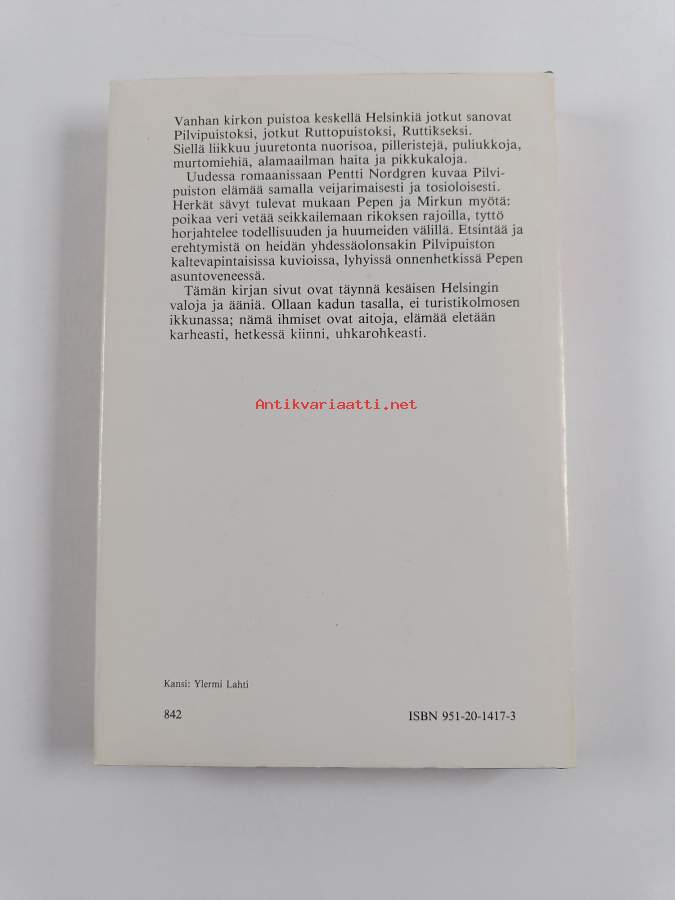 Vanhan kirkon puistoa keskellä Helsinkiä jotkut sanovat
Pilvipuistoksi, jotkut Ruttopuistoksi, Ruttikseksi.
Siellä liikkuu juuretonta nuorisoa, pilleristejä, puliukkoja,
murtomiehiä, alamaailman haita ja pikkukaloja.
Uudessa romaanissaan Pentti Nordgren kuvaa Pilvi-
puiston elämää samalla veijarimaisesti ja tosioloisesti.
Herkät sävyt tulevat mukaan Pepen ja Mirkun myötä:
poikaa veri vetää seikkailemaan rikoksen rajoilla, tyttö
horjahtelee todellisuuden ja huumeiden välillä. Etsintää ja
erehtymistä on heidän yhdessäolonsakin Pilvipuiston
kaltevapintaisissa kuvioissa, lyhyissä onnenhetkissä Pepen
asuntoveneessä.
Tämän kirjan sivut ovat täynnä kesäisen Helsingin
valoja ja ääniä. Ollaan kadun tasalla, ei turistikolmosen
ikkunassa; nämä ihmiset ovat aitoja, elämää eletään
karheasti, hetkessä kiinni, uhkarohkeasti.
Antikvariaatti.net
Kansi: Ylermi Lahti
842 ISBN 951-20-1417-3